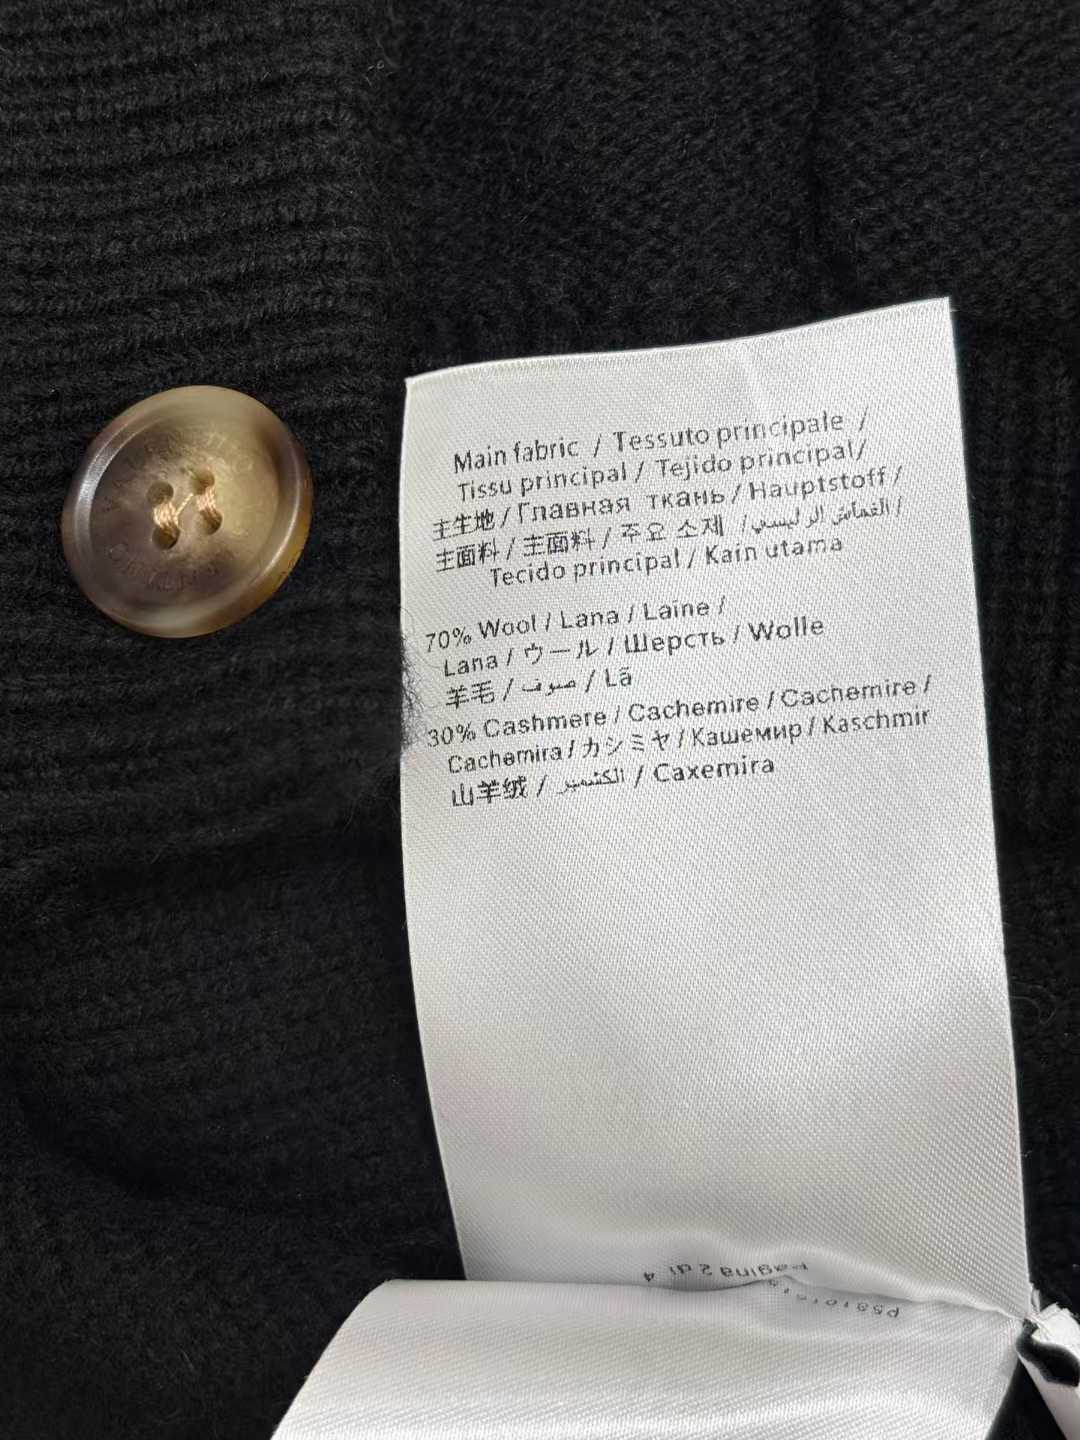 VALENTINO
Main fabric / Tessuto principale /
Tissu principal / Tejido principal/
主生地 / Главная ткань / Hauptstoff /
主面料 / 主面料 / 주요 소재 / القماش الرئيسي /
Tecido principal / Kain utama
70% Wool / Lana / Laine /
Lana / ウール / Шерсть / Wolle
羊毛 / صوف / Lã
30% Cashmere / Cachemire / Cachemire /
Cachemira / カシミヤ / Кашемир / Kaschmir
山羊绒 / الكشمير / Caxemira
Pagina 2 di 4